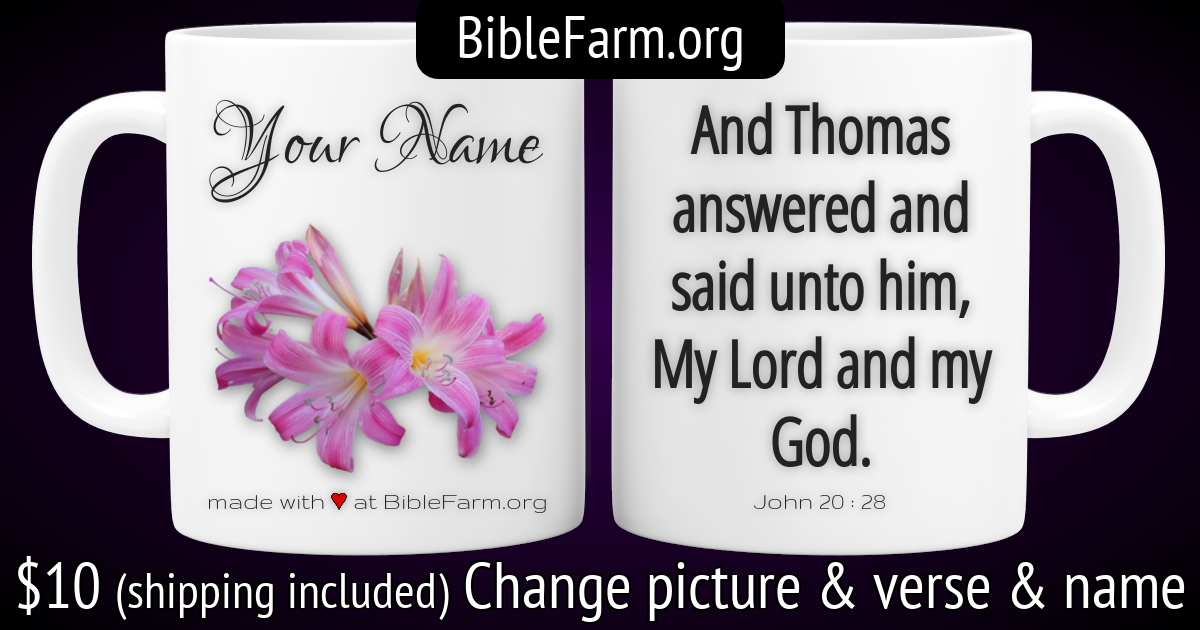 BibleFarm.org
Your Name
made with ♥ at BibleFarm.org
And Thomas
answered and
said unto him,
My Lord and my
God.
John 20 : 28
$10 (shipping included) Change picture & verse & name